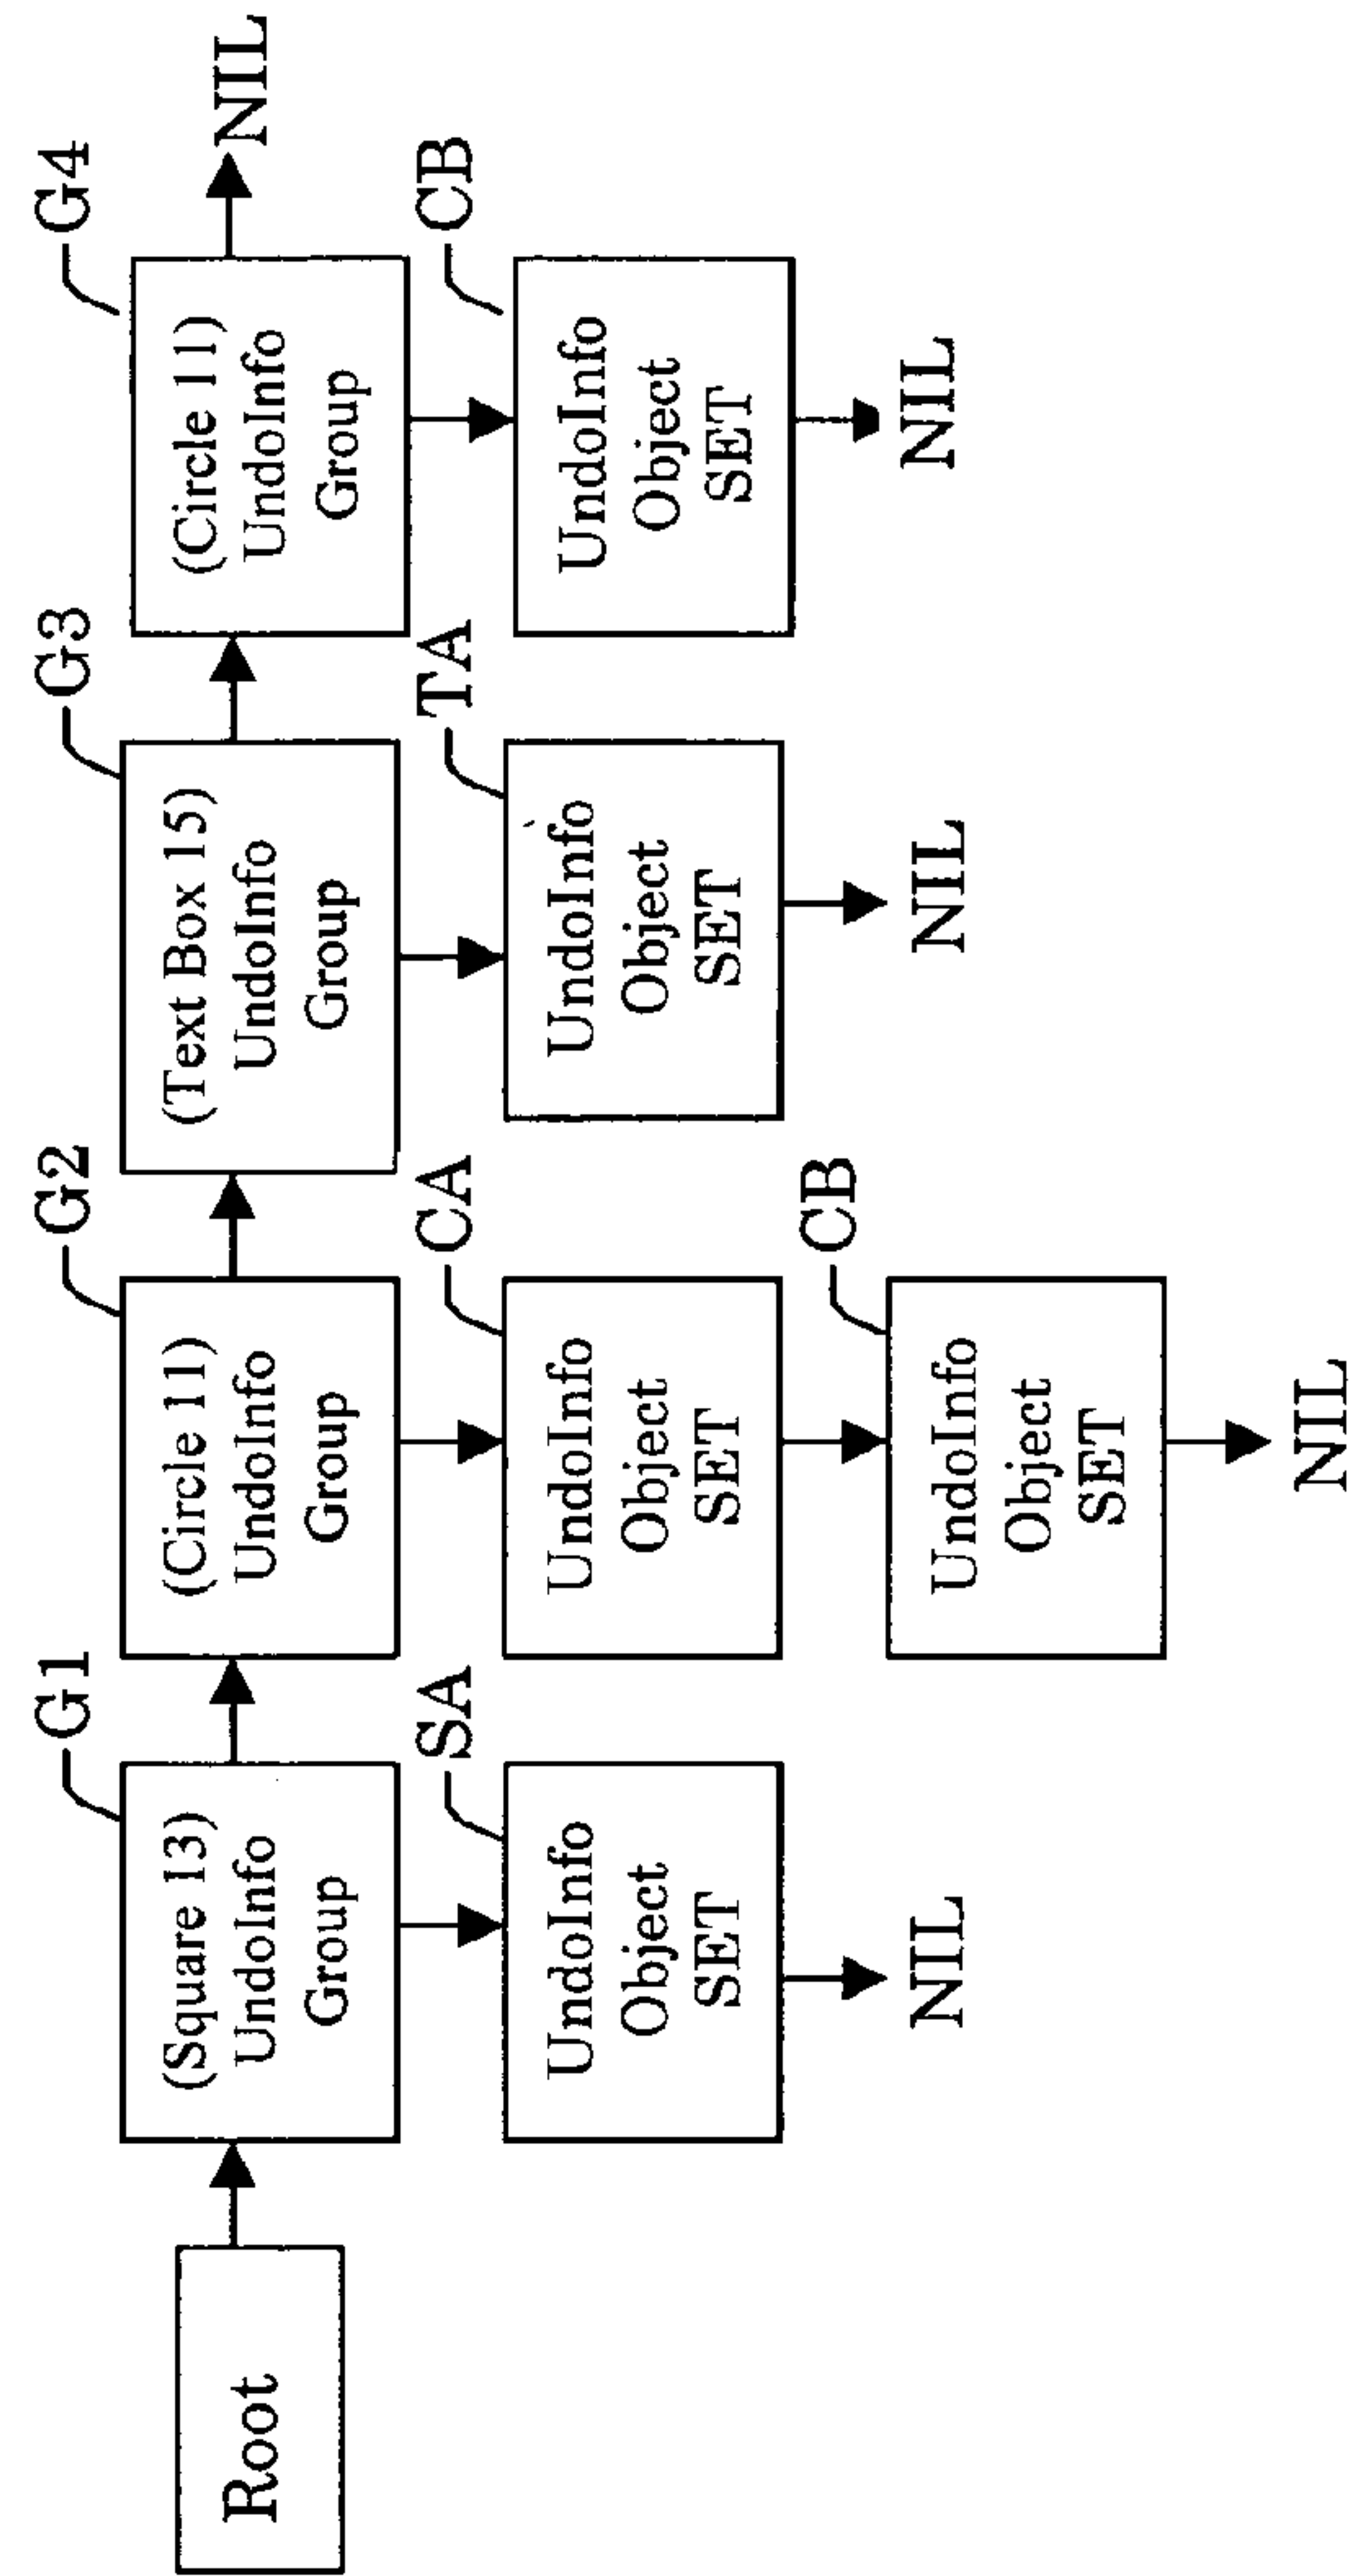 Root
G1
(Square 13)
UndoInfo
Group
SA
UndoInfo
Object
SET
NIL
G2
(Circle 11)
UndoInfo
Group
CA
UndoInfo
Object
SET
CB
UndoInfo
Object
SET
NIL
G3
(Text Box 15)
UndoInfo
Group
TA
UndoInfo
Object
SET
NIL
G4
(Circle 11)
UndoInfo
Group
NIL
CB
UndoInfo
Object
SET
NIL